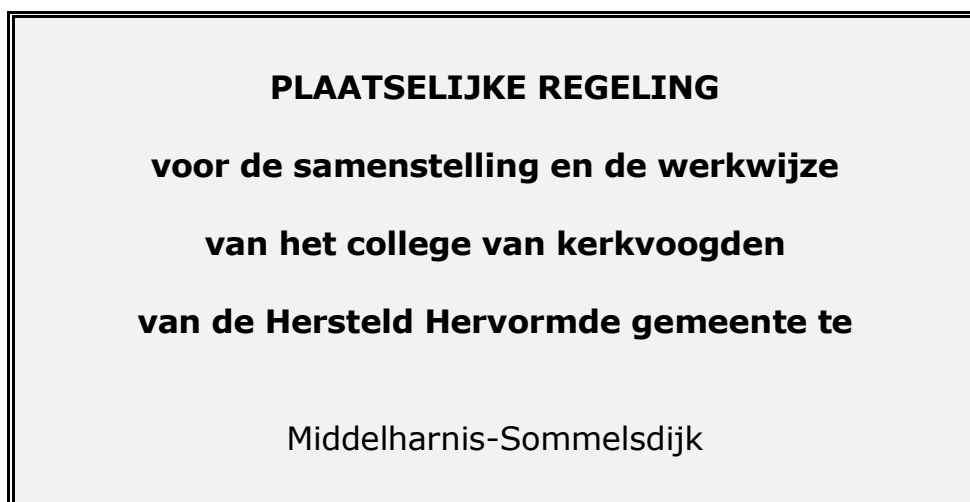 PLAATSELIJKE REGELING
voor de samenstelling en de werkwijze
van het college van kerkvoogden
van de Hersteld Hervormde gemeente te
Middelharnis-Sommelsdijk